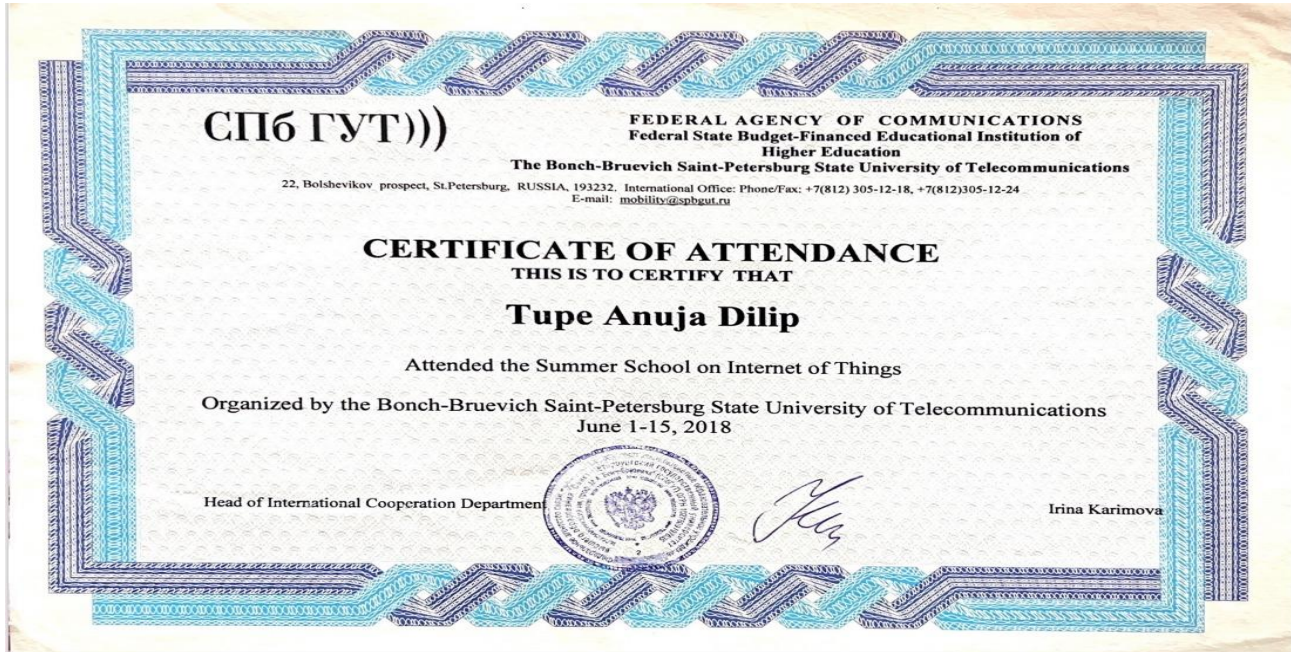 СПб ГУТ)))
FEDERAL AGENCY OF COMMUNICATIONS
Federal State Budget-Financed Educational Institution of
Higher Education
The Bonch-Bruevich Saint-Petersburg State University of Telecommunications
22, Bolshevikov prospect, St.Petersburg, RUSSIA, 193232, International Office: Phone/Fax: +7(812) 305-12-18, +7(812)305-12-24
E-mail: mobility@spbgut.ru
CERTIFICATE OF ATTENDANCE
THIS IS TO CERTIFY THAT
Tupe Anuja Dilip
Attended the Summer School on Internet of Things
Organized by the Bonch-Bruevich Saint-Petersburg State University of Telecommunications
June 1-15, 2018
Head of International Cooperation Department
Irina Karimova